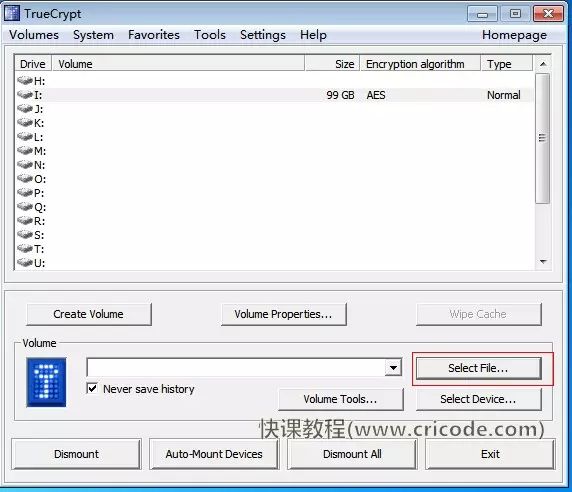 TrueCrypt
Volumes System Favorites Tools Settings Help Homepage
Drive Volume Size Encryption algorithm Type
H:
I: 99 GB AES Normal
J:
K:
L:
M:
N:
O:
P:
Q:
R:
S:
T:
U:
Create Volume Volume Properties... Wipe Cache
Volume
Select File...
Never save history
Volume Tools... Select Device...
快课教程(www.cricode.com)
Dismount Auto-Mount Devices Dismount All Exit